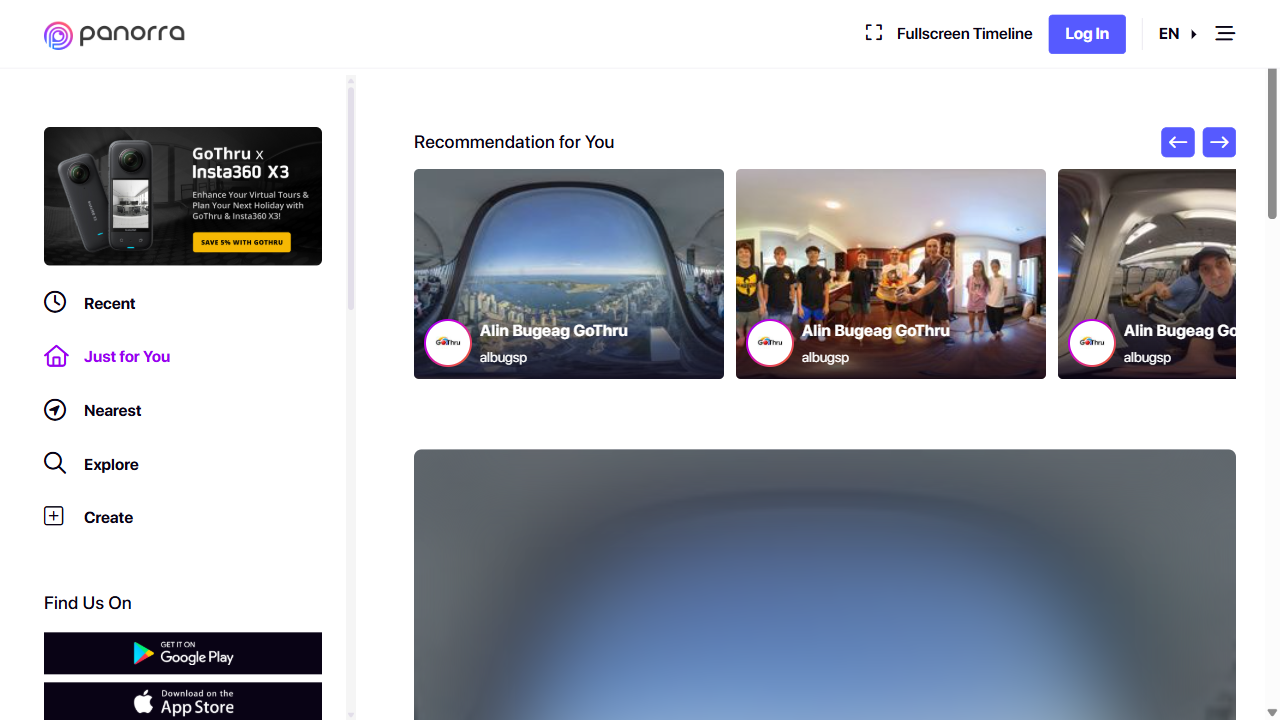 panorra
Fullscreen Timeline
Log In
EN
GoThru x
Insta360 X3
Enhance Your Virtual Tours &
Plan Your Next Holiday with
GoThru & Insta360 X3!
SAVE 5% WITH GOTHRU
Recent
Just for You
Nearest
Explore
Create
Find Us On
GET IT ON
Google Play
Download on the
App Store
Recommendation for You
GoThru
Alin Bugeag GoThru
albugsp
GoThru
Alin Bugeag GoThru
albugsp
GoThru
Alin Bugeag Go
albugsp